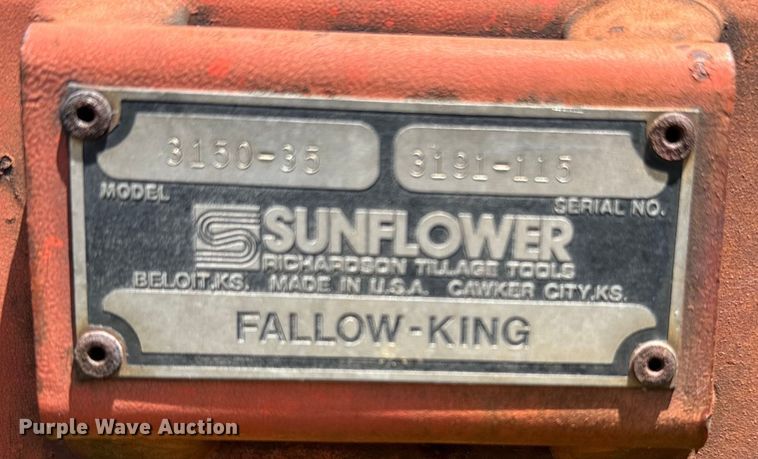 3150-35 3191-115
MODEL SERIAL NO.
SUNFLOWER
RICHARDSON TILLAGE TOOLS
BELOIT,KS. MADE IN U.S.A. CAWKER CITY,KS.
FALLOW-KING
Purple Wave Auction